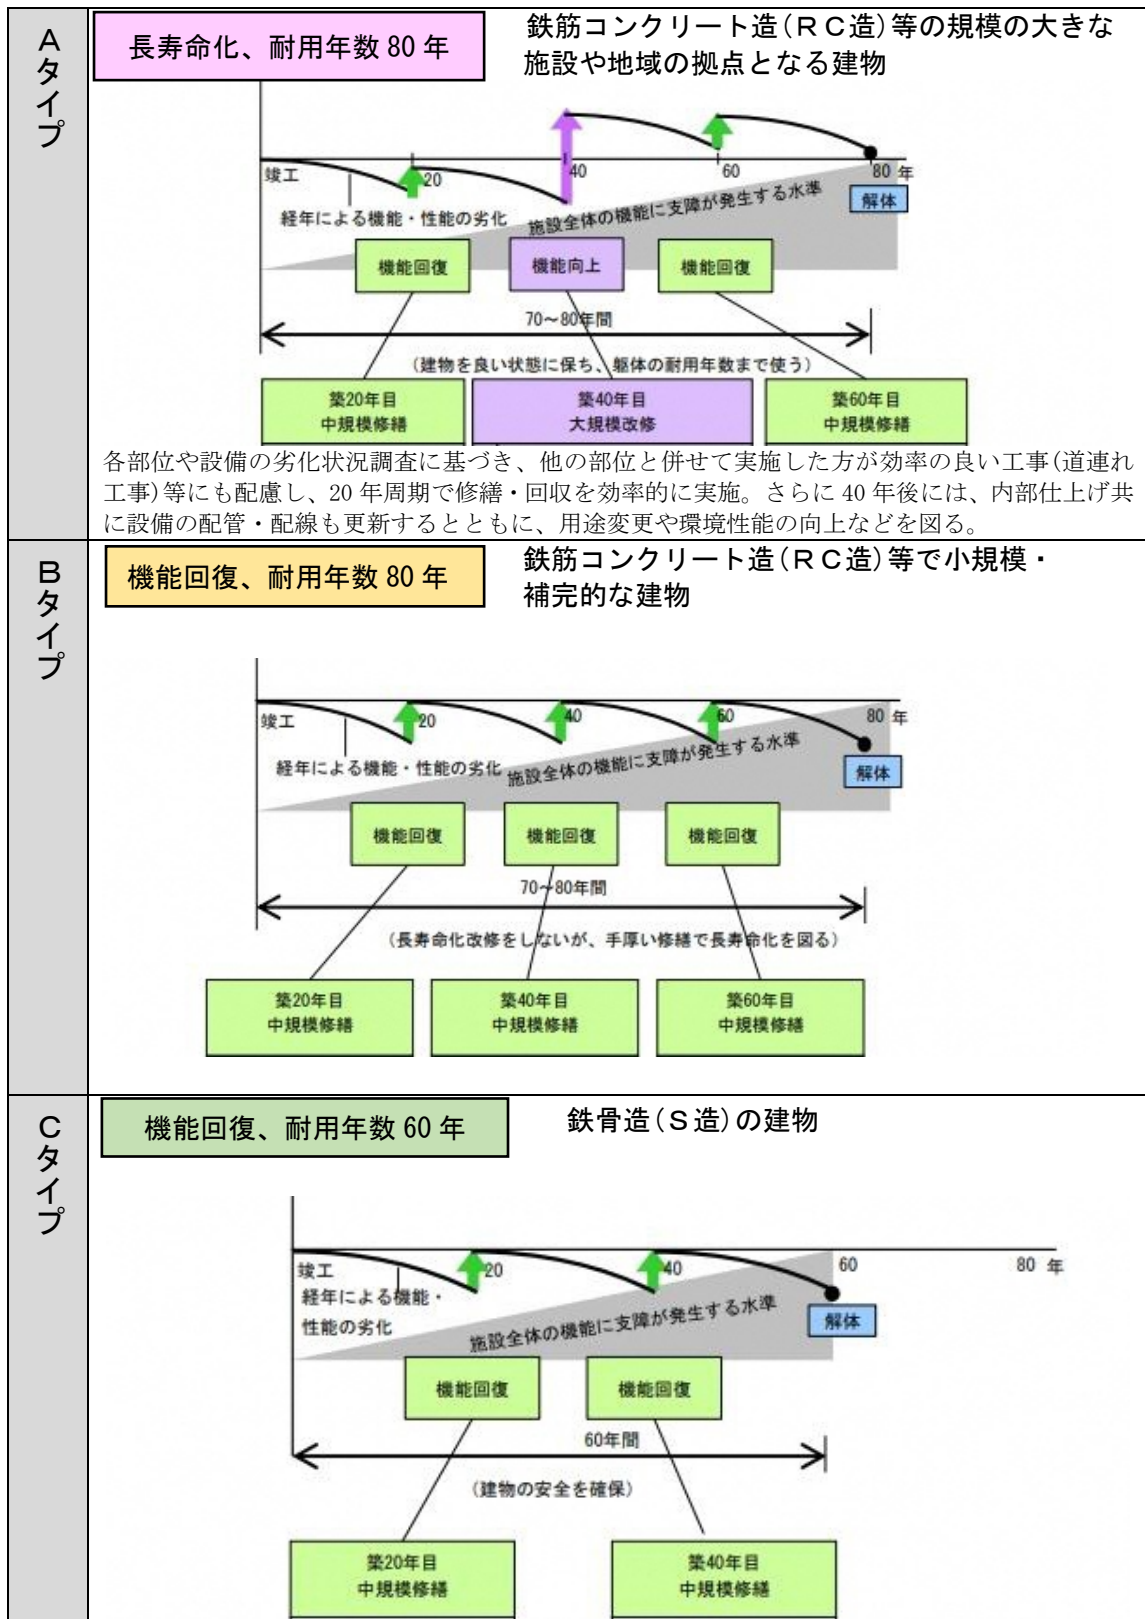 Aタイプ
長寿命化、耐用年数 80 年
鉄筋コンクリート造(RC造)等の規模の大きな
施設や地域の拠点となる建物
竣工
20
40
60
80 年
経年による機能・性能の劣化
施設全体の機能に支障が発生する水準
解体
機能回復
機能向上
機能回復
70~80年間
(建物を良い状態に保ち、躯体の耐用年数まで使う)
築20年目
中規模修繕
築40年目
大規模改修
築60年目
中規模修繕
各部位や設備の劣化状況調査に基づき、他の部位と併せて実施した方が効率の良い工事(道連れ
工事)等にも配慮し、20 年周期で修繕・回収を効率的に実施。さらに 40 年後には、内部仕上げ共
に設備の配管・配線も更新するとともに、用途変更や環境性能の向上などを図る。
Bタイプ
機能回復、耐用年数 80 年
鉄筋コンクリート造(RC造)等で小規模・
補完的な建物
竣工
20
40
60
80 年
経年による機能・性能の劣化
施設全体の機能に支障が発生する水準
解体
機能回復
機能回復
機能回復
70~80年間
(長寿命化改修をしないが、手厚い修繕で長寿命化を図る)
築20年目
中規模修繕
築40年目
中規模修繕
築60年目
中規模修繕
Cタイプ
機能回復、耐用年数 60 年
鉄骨造(S造)の建物
竣工
20
40
60
80 年
経年による機能・
性能の劣化
施設全体の機能に支障が発生する水準
解体
機能回復
機能回復
60年間
(建物の安全を確保)
築20年目
中規模修繕
築40年目
中規模修繕